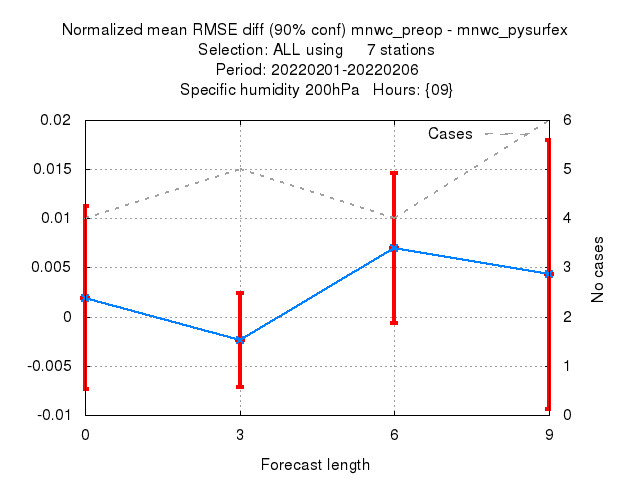 Normalized mean RMSE diff (90% conf) mnwc_preop - mnwc_pysurfex
Selection: ALL using 7 stations
Period: 20220201-20220206
Specific humidity 200hPa Hours: {09}
0.02
0.015
0.01
0.005
0
-0.005
-0.01
Cases
6
5
4
3
2
1
0
No cases
0 3 6 9
Forecast length